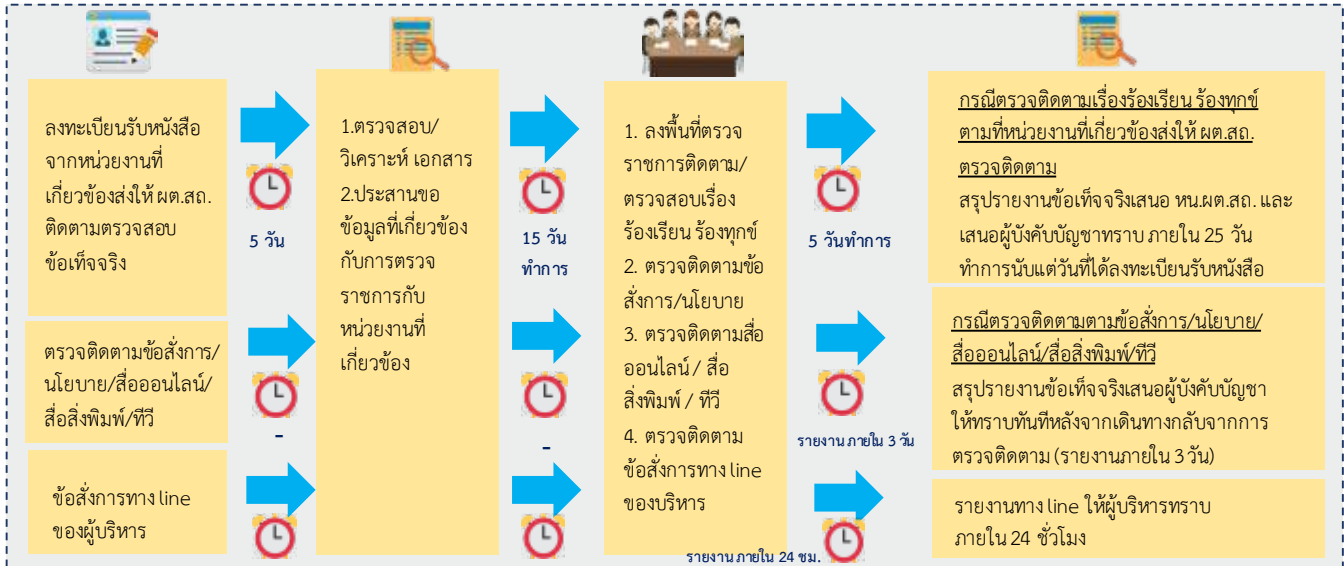 ลงทะเบียนรับหนังสือ
จากหน่วยงานที่
เกี่ยวข้องส่งให้ ผต.สถ.
ติดตามตรวจสอบ
ข้อเท็จจริง
5 วัน
1.ตรวจสอบ/
วิเคราะห์ เอกสาร
2.ประสานขอ
ข้อมูลที่เกี่ยวข้อง
กับการตรวจ
ราชการกับ
หน่วยงานที่
เกี่ยวข้อง
15 วัน
ทำการ
1. ลงพื้นที่ตรวจ
ราชการติดตาม/
ตรวจสอบเรื่อง
ร้องเรียน ร้องทุกข์
2. ตรวจติดตามข้อ
สั่งการ/นโยบาย
3. ตรวจติดตามสื่อ
ออนไลน์ / สื่อ
สิ่งพิมพ์ / ทีวี
4. ตรวจติดตาม
ข้อสั่งการทาง line
ของบริหาร
5 วันทำการ
กรณีตรวจติดตามเรื่องร้องเรียน ร้องทุกข์
ตามที่หน่วยงานที่เกี่ยวข้องส่งให้ ผต.สถ.
ตรวจติดตาม
สรุปรายงานข้อเท็จจริงเสนอ หน.ผต.สถ. และ
เสนอผู้บังคับบัญชาทราบ ภายใน 25 วัน
ทำการนับแต่วันที่ได้ลงทะเบียนรับหนังสือ
ตรวจติดตามข้อสั่งการ/
นโยบาย/สื่อออนไลน์/
สื่อสิ่งพิมพ์/ทีวี
-
-
รายงาน ภายใน 3 วัน
กรณีตรวจติดตามตามข้อสั่งการ/นโยบาย/
สื่อออนไลน์/สื่อสิ่งพิมพ์/ทีวี
สรุปรายงานข้อเท็จจริงเสนอผู้บังคับบัญชา
ให้ทราบทันทีหลังจากเดินทางกลับจากการ
ตรวจติดตาม (รายงานภายใน 3 วัน)
ข้อสั่งการทาง line
ของผู้บริหาร
รายงาน ภายใน 24 ชม.
รายงานทาง line ให้ผู้บริหารทราบ
ภายใน 24 ชั่วโมง